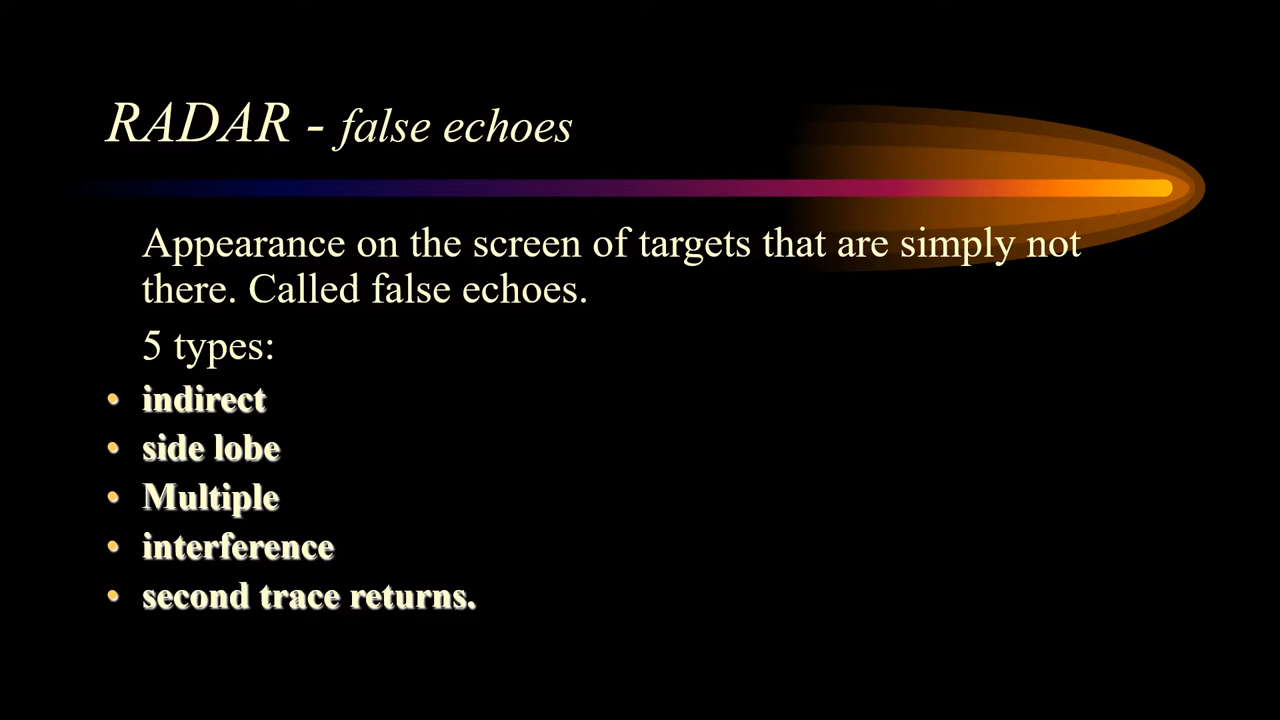 RADAR - false echoes
Appearance on the screen of targets that are simply not
there. Called false echoes.
5 types:
• indirect
• side lobe
• Multiple
• interference
• second trace returns.